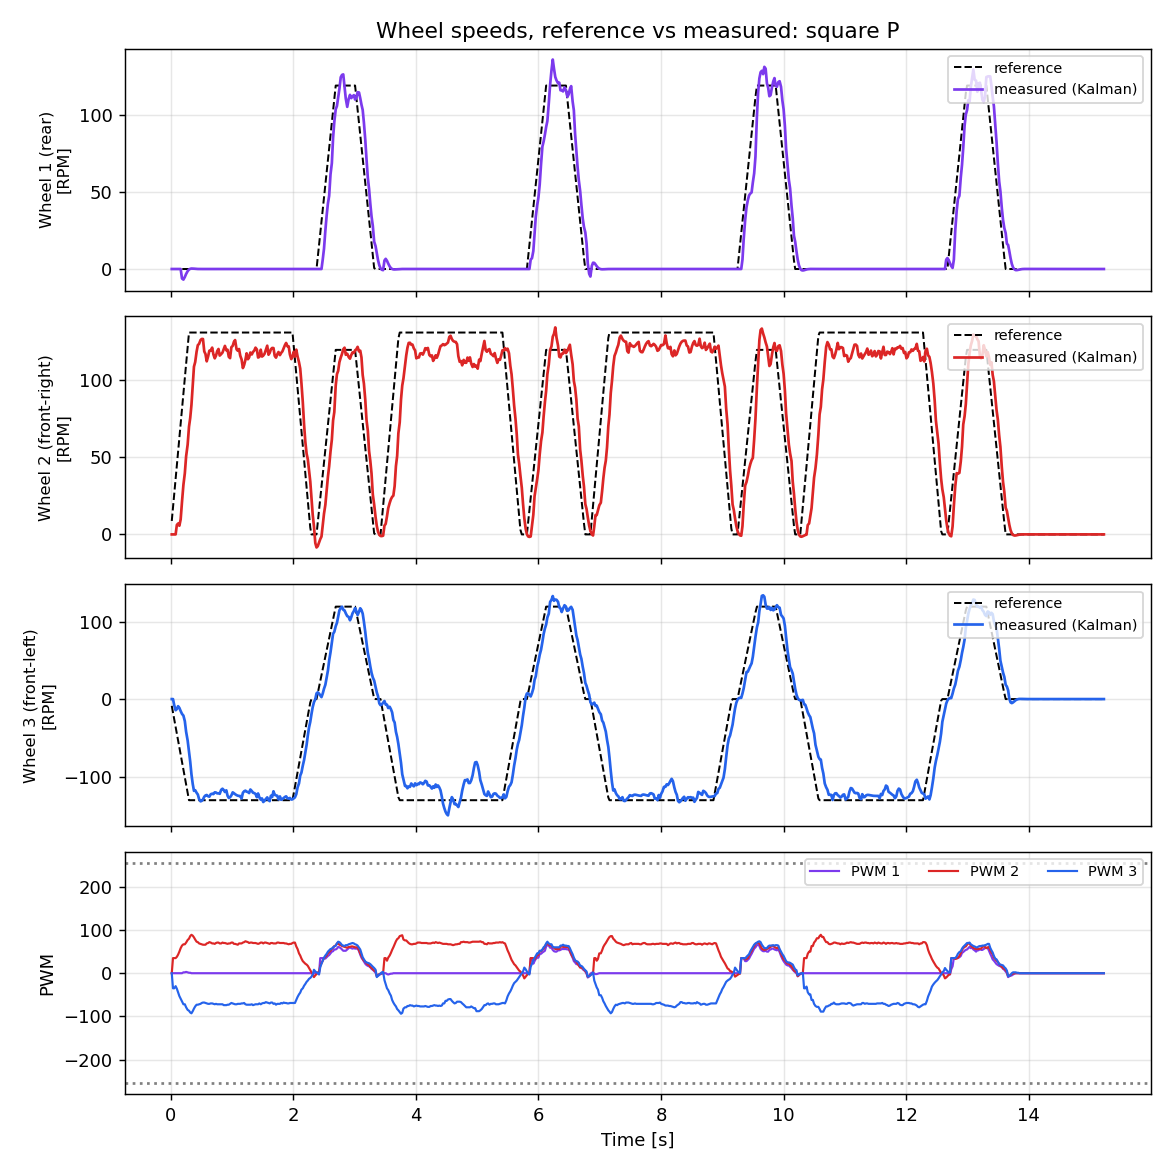 Wheel speeds, reference vs measured: square P
Wheel 1 (rear)
[RPM]
100
50
0
reference
measured (Kalman)
Wheel 2 (front-right)
[RPM]
100
50
0
reference
measured (Kalman)
Wheel 3 (front-left)
[RPM]
100
0
−100
reference
measured (Kalman)
PWM
200
100
0
−100
−200
PWM 1 PWM 2 PWM 3
0 2 4 6 8 10 12 14
Time [s]